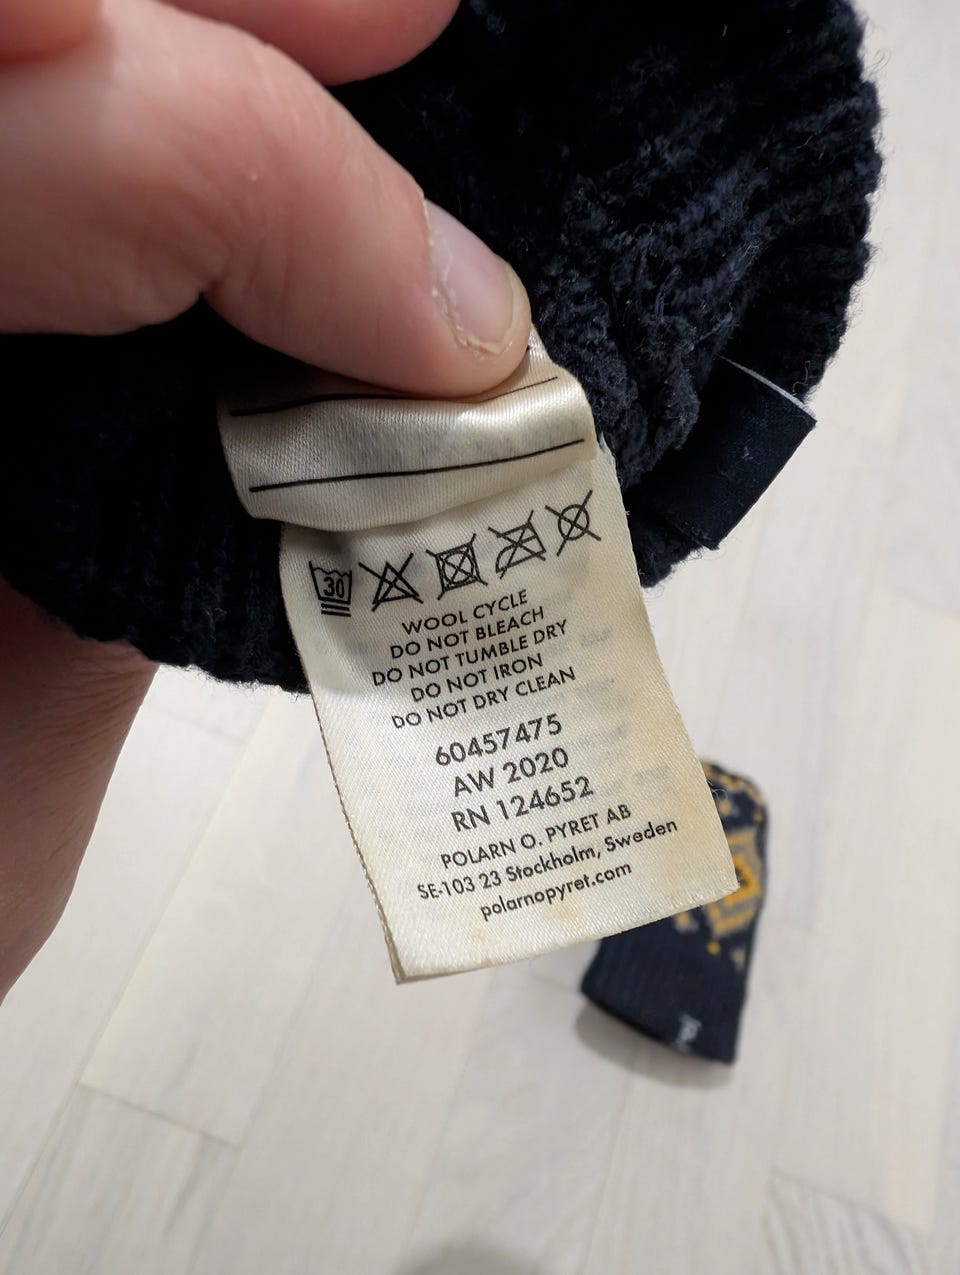 30
WOOL CYCLE
DO NOT BLEACH
DO NOT TUMBLE DRY
DO NOT IRON
DO NOT DRY CLEAN
60457475
AW 2020
RN 124652
POLARN O. PYRET AB
SE-103 23 Stockholm, Sweden
polarnopyret.com